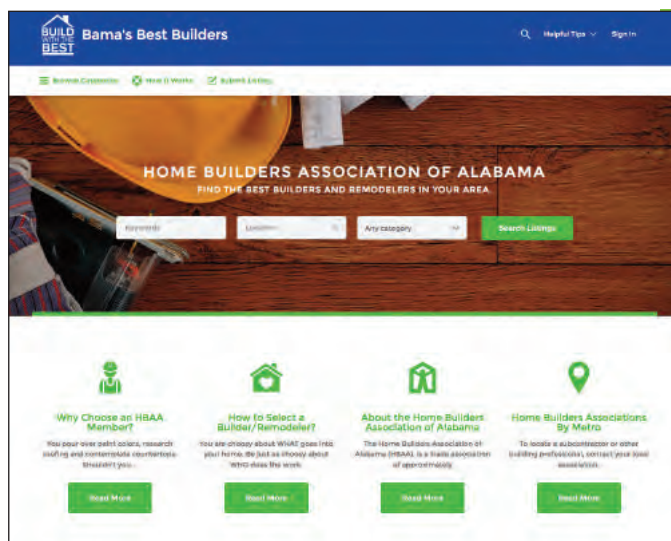 BUILD
WITH THE
BEST
Bama's Best Builders
Helpful Tips
Sign In
Browse Companies
How It Works
Submit Listing
HOME BUILDERS ASSOCIATION OF ALABAMA
FIND THE BEST BUILDERS AND REMODELERS IN YOUR AREA
Keywords
Location
Any category
Search Listings
Why Choose an HBAA
Member?
You pour over paint colors, research
roofing and contemplate countertops.
Shouldn't you...
Read More
How to Select a
Builder/Remodeler?
You are choosy about WHAT goes into
your home. Be just as choosy about
WHO does the work.
Read More
About the Home Builders
Association of Alabama
The Home Builders Association of
Alabama (HBAA) is a trade association
of approximately
Read More
Home Builders Associations
By Metro
To locate a subcontractor or other
building professional, contact your local
association.
Read More